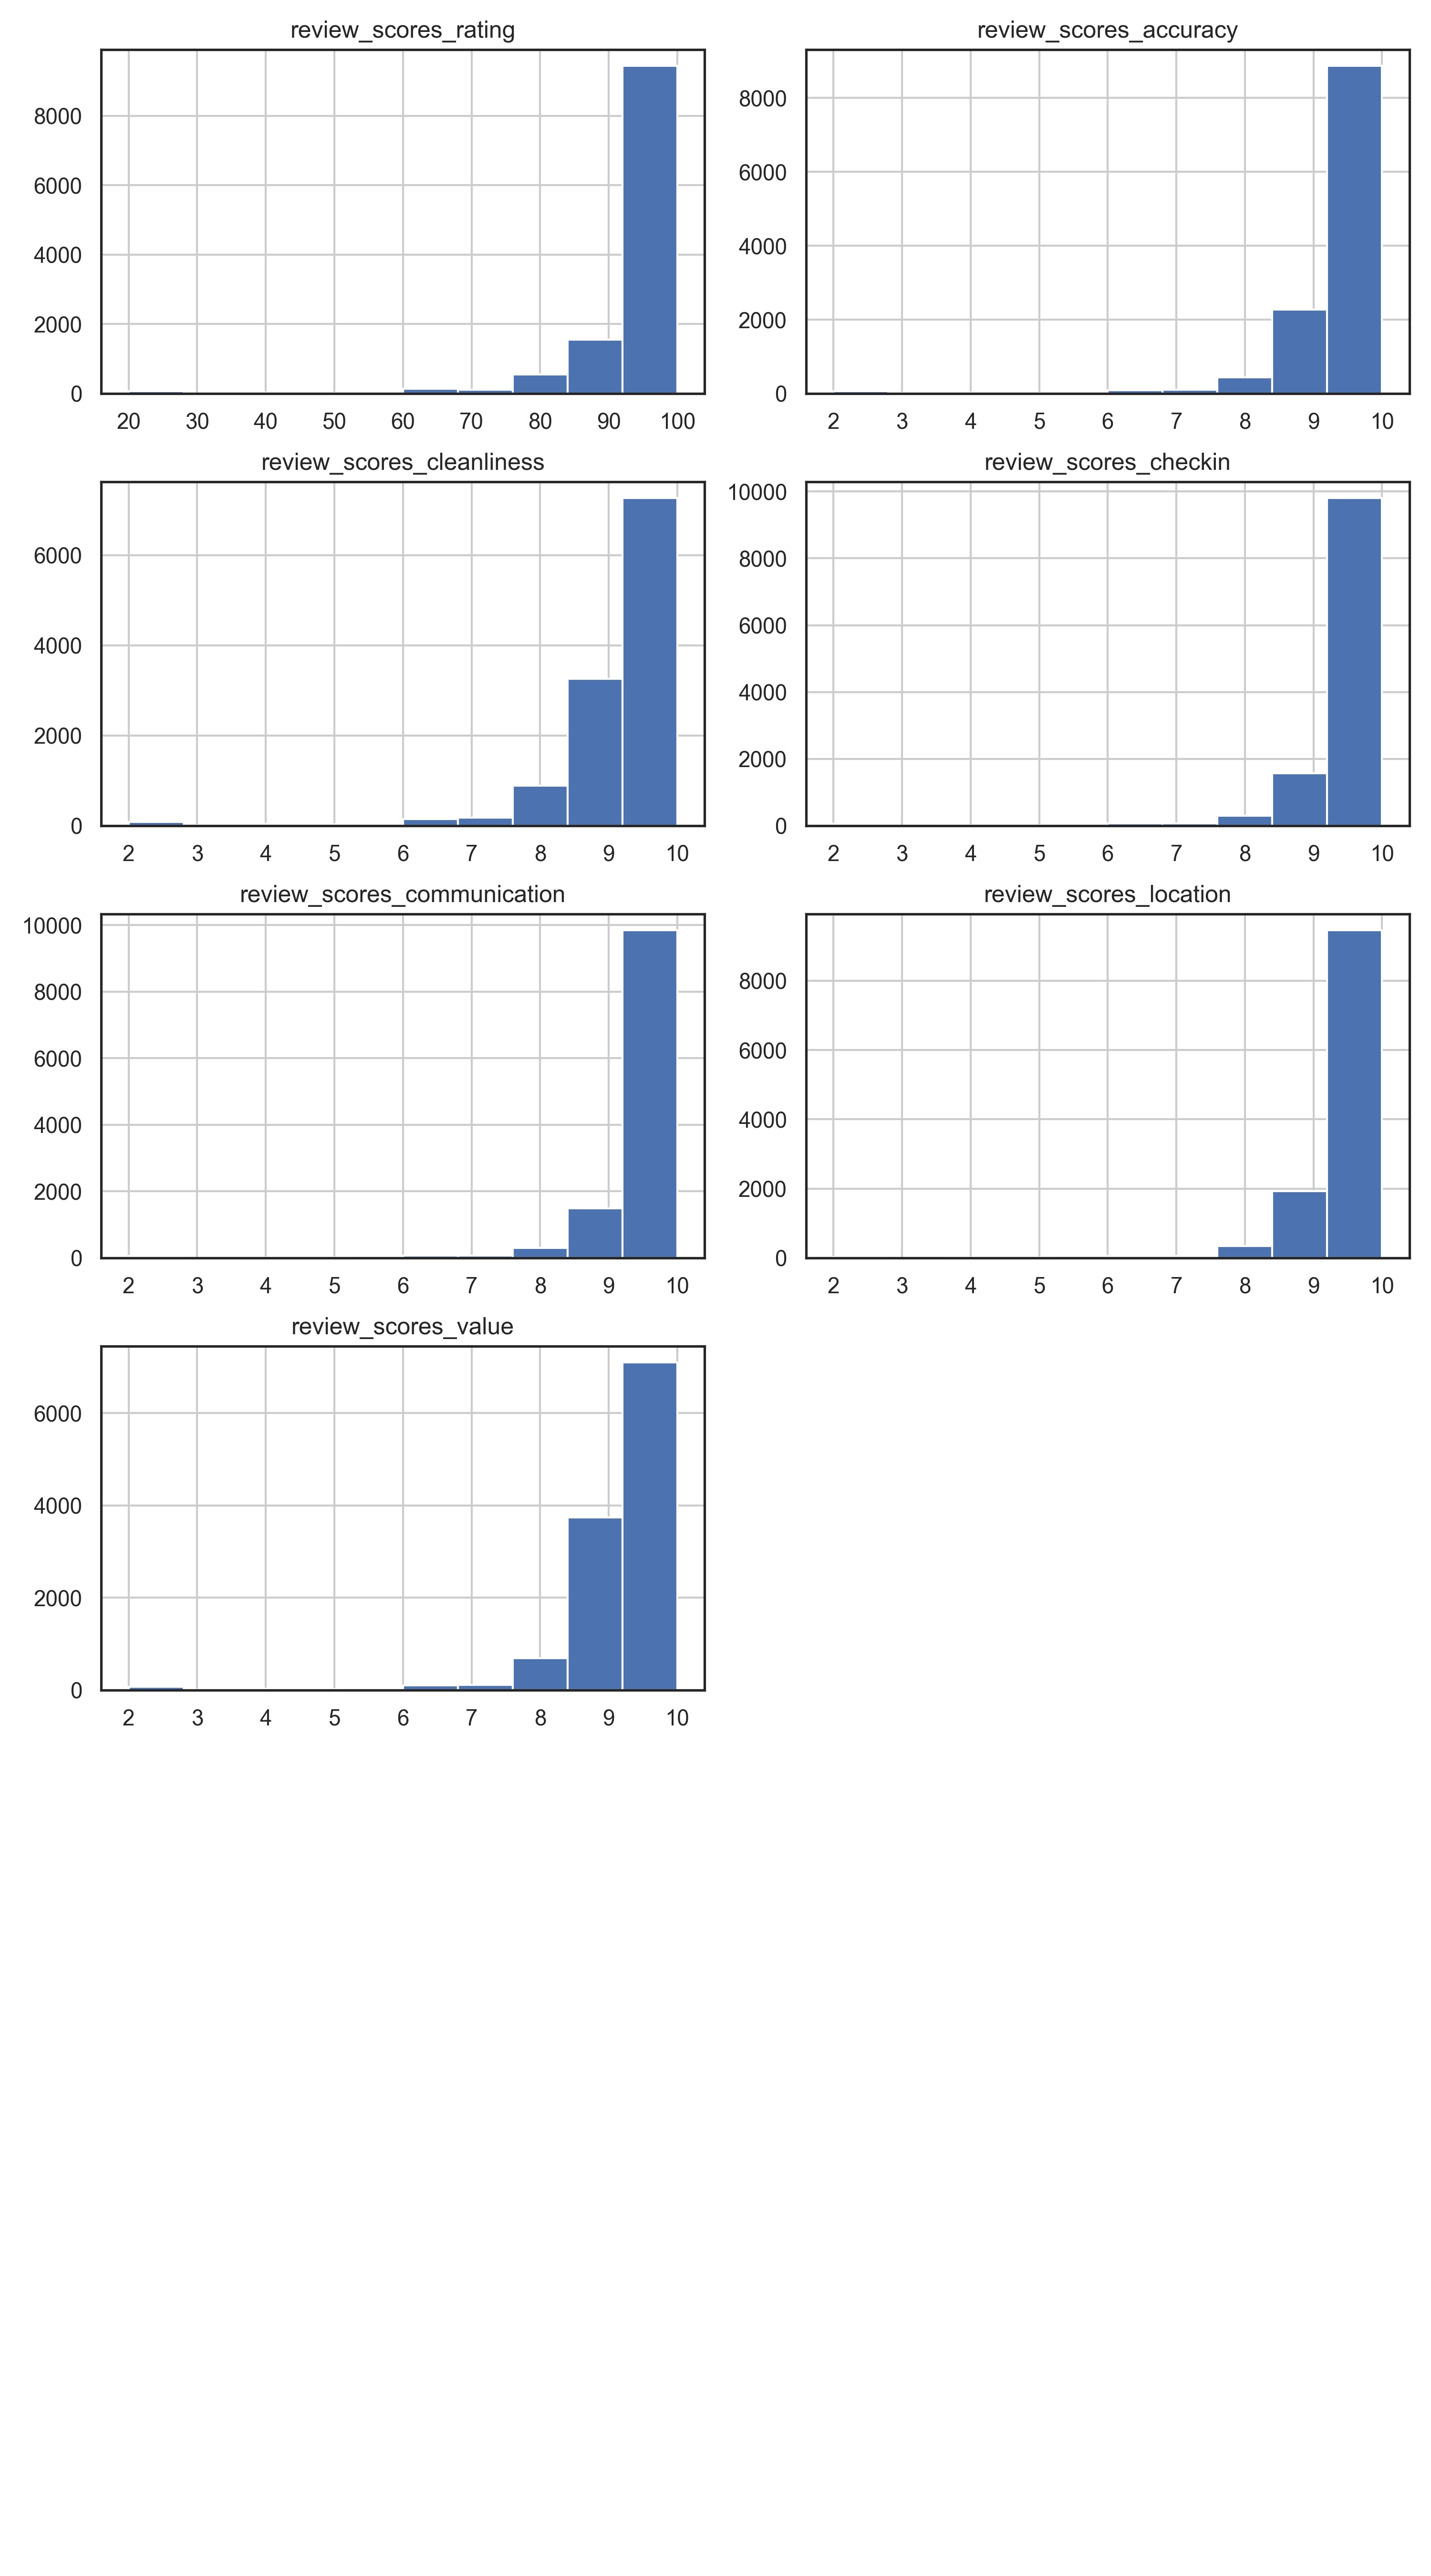 review_scores_rating
8000
6000
4000
2000
0
20 30 40 50 60 70 80 90 100
review_scores_accuracy
8000
6000
4000
2000
0
2 3 4 5 6 7 8 9 10
review_scores_cleanliness
6000
4000
2000
0
2 3 4 5 6 7 8 9 10
review_scores_checkin
10000
8000
6000
4000
2000
0
2 3 4 5 6 7 8 9 10
review_scores_communication
10000
8000
6000
4000
2000
0
2 3 4 5 6 7 8 9 10
review_scores_location
8000
6000
4000
2000
0
2 3 4 5 6 7 8 9 10
review_scores_value
6000
4000
2000
0
2 3 4 5 6 7 8 9 10